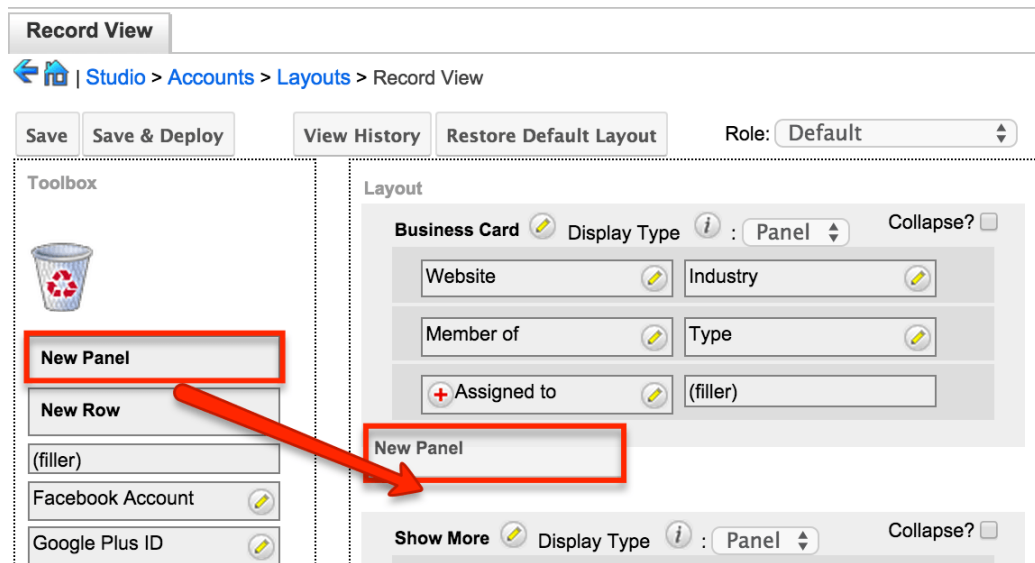 Record View
| Studio > Accounts > Layouts > Record View
Save Save & Deploy View History Restore Default Layout Role: Default
Toolbox
New Panel
New Row
(filler)
Facebook Account
Google Plus ID
Layout
Business Card Display Type i : Panel Collapse?
Website Industry
Member of Type
Assigned to (filler)
New Panel
Show More Display Type i : Panel Collapse?